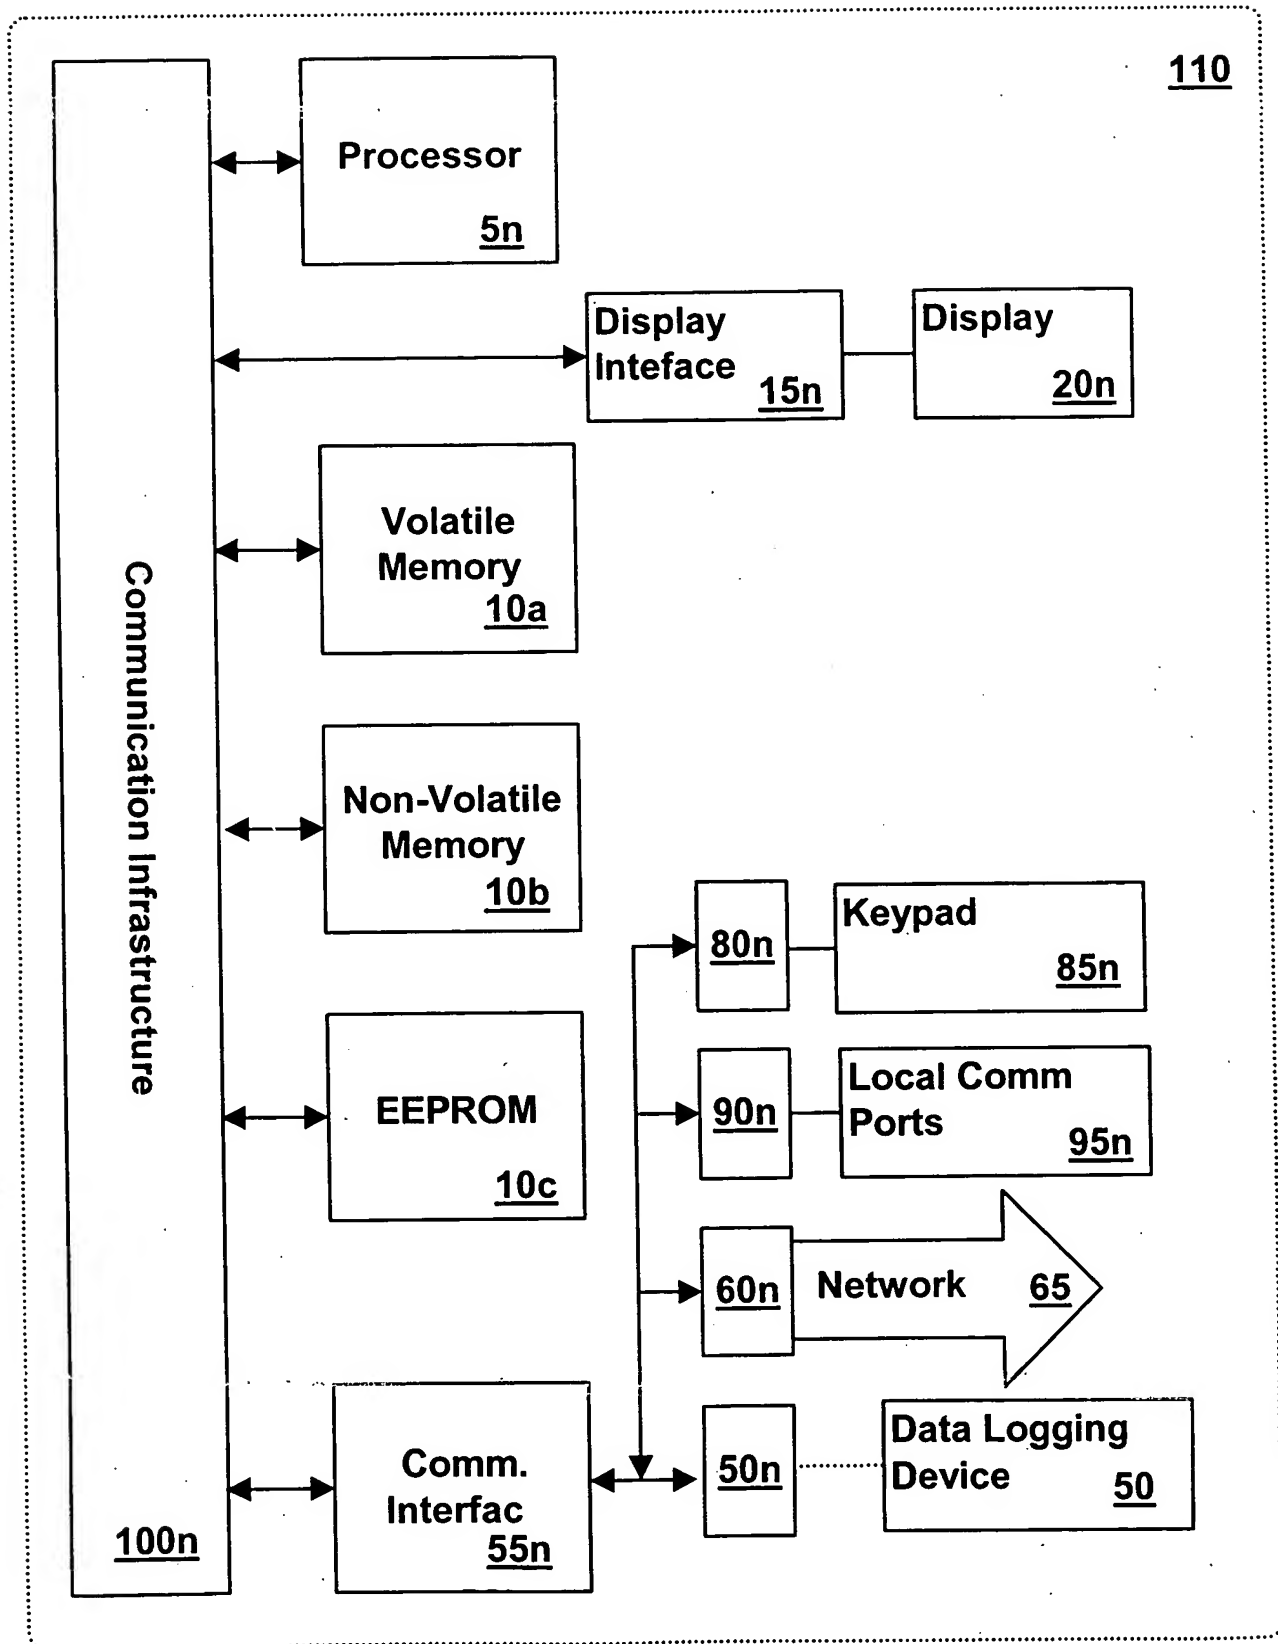 110
Processor
5n
Display
Inteface
15n
Display
20n
Volatile
Memory
10a
Communication Infrastructure
Non-Volatile
Memory
10b
80n
Keypad
85n
EEPROM
10c
90n
Local Comm
Ports
95n
60n
Network
65
Comm.
Interfac
55n
50n
Data Logging
Device
50
100n